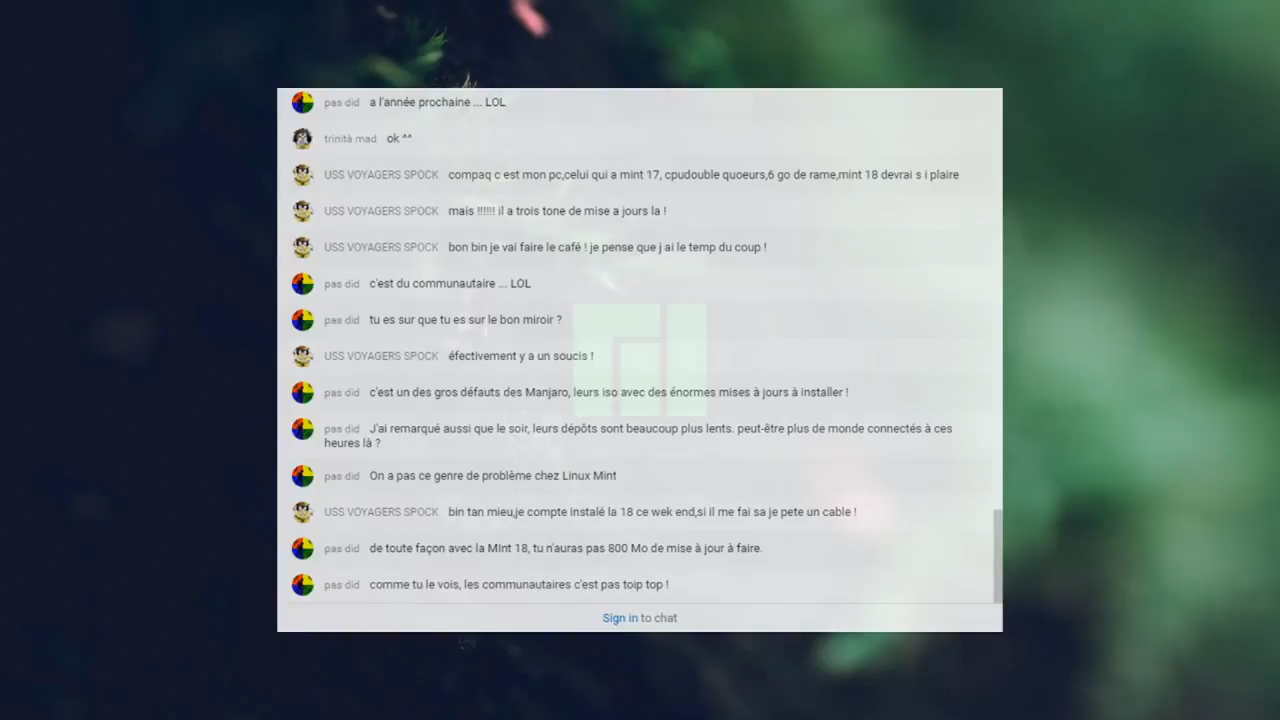 pas did a l'année prochaine ... LOL
trinità mad ok ^^
USS VOYAGERS SPOCK compaq c est mon pc,celui qui a mint 17, cpudouble quoeurs,6 go de rame,mint 18 devrai s i plaire
USS VOYAGERS SPOCK mais !!!!!! il a trois tone de mise a jours la !
USS VOYAGERS SPOCK bon bin je vai faire le café ! je pense que j ai le temp du coup !
pas did c'est du communautaire ... LOL
pas did tu es sur que tu es sur le bon miroir ?
USS VOYAGERS SPOCK éfectivement y a un soucis !
pas did c'est un des gros défauts des Manjaro, leurs iso avec des énormes mises à jours à installer !
pas did J'ai remarqué aussi que le soir, leurs dépôts sont beaucoup plus lents. peut-être plus de monde connectés à ces
heures là ?
pas did On a pas ce genre de problème chez Linux Mint
USS VOYAGERS SPOCK bin tan mieu,je compte instalé la 18 ce wek end,si il me fai sa je pete un cable !
pas did de toute façon avec la Mint 18, tu n'auras pas 800 Mo de mise à jour à faire.
pas did comme tu le vois, les communautaires c'est pas toip top !
Sign in to chat